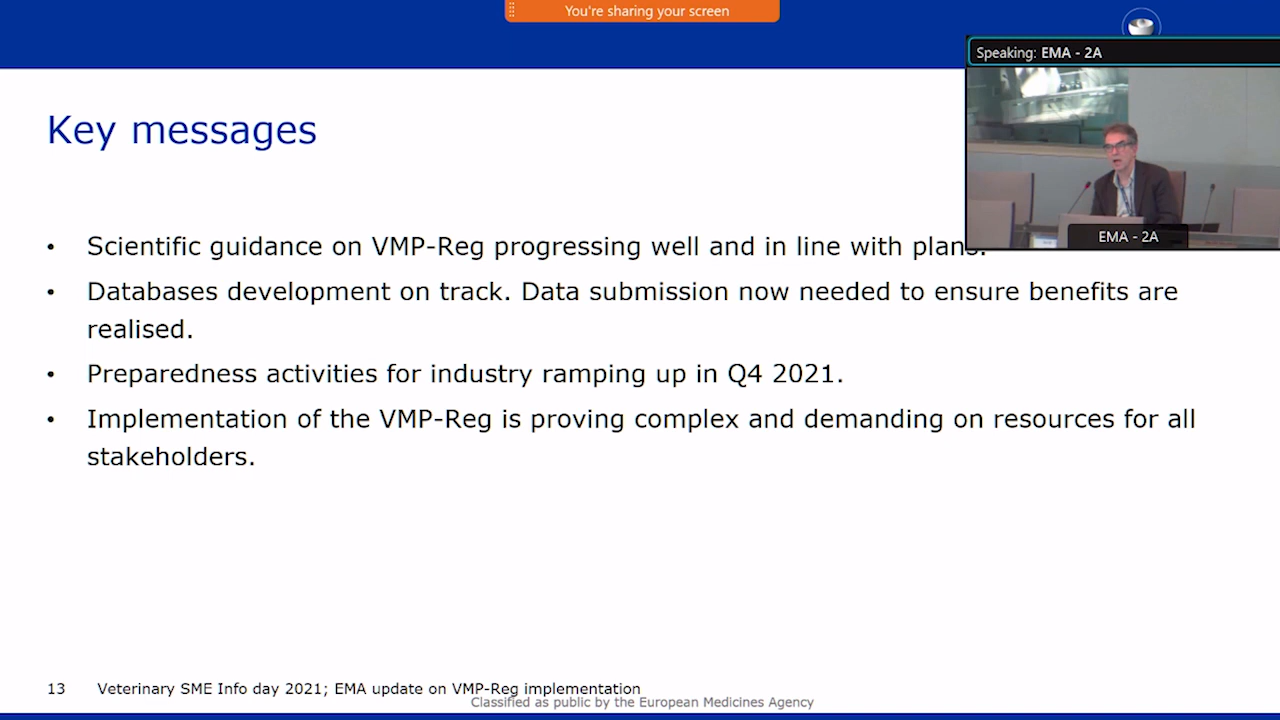 You're sharing your screen
Speaking: EMA - 2A
EMA - 2A
Key messages
• Scientific guidance on VMP-Reg progressing well and in line with plans.
• Databases development on track. Data submission now needed to ensure benefits are
realised.
• Preparedness activities for industry ramping up in Q4 2021.
• Implementation of the VMP-Reg is proving complex and demanding on resources for all
stakeholders.
13 Veterinary SME Info day 2021; EMA update on VMP-Reg implementation
Classified as public by the European Medicines Agency